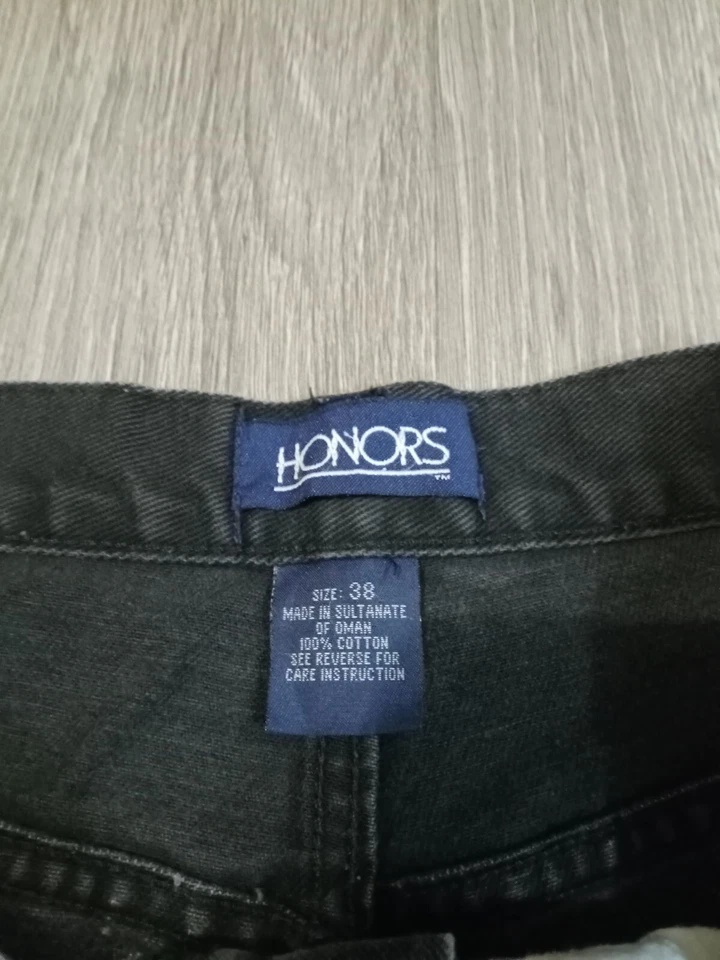 HONORS
TM
SIZE: 38
MADE IN SULTANATE
OF OMAN
100% COTTON
SEE REVERSE FOR
CARE INSTRUCTION